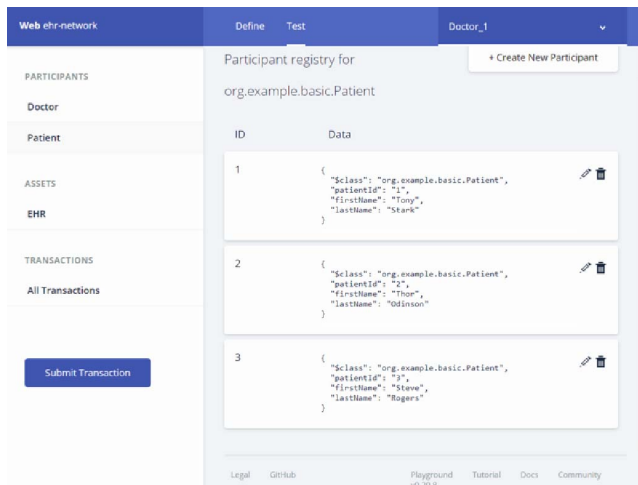 Web ehr-network
Define Test
Doctor_1
PARTICIPANTS
Doctor
Patient
ASSETS
EHR
TRANSACTIONS
All Transactions
Submit Transaction
Participant registry for
org.example.basic.Patient
+ Create New Participant
ID Data
1
{
"$class": "org.example.basic.Patient",
"patientId": "1",
"firstName": "Tony",
"lastName": "Stark"
}
2
{
"$class": "org.example.basic.Patient",
"patientId": "2",
"firstName": "Thor",
"lastName": "Odinson"
}
3
{
"$class": "org.example.basic.Patient",
"patientId": "3",
"firstName": "Steve",
"lastName": "Rogers"
}
Legal GitHub Playground Tutorial Docs Community